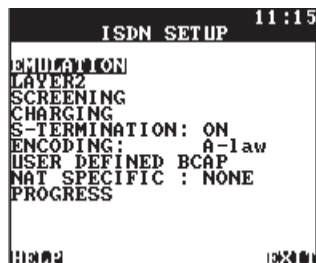 11:15
ISDN SETUP
EMULATION
LAYER2
SCREENING
CHARGING
S-TERMINATION: ON
ENCODING: A-law
USER DEFINED BCAP
NAT SPECIFIC : NONE
PROGRESS
HELP EXIT